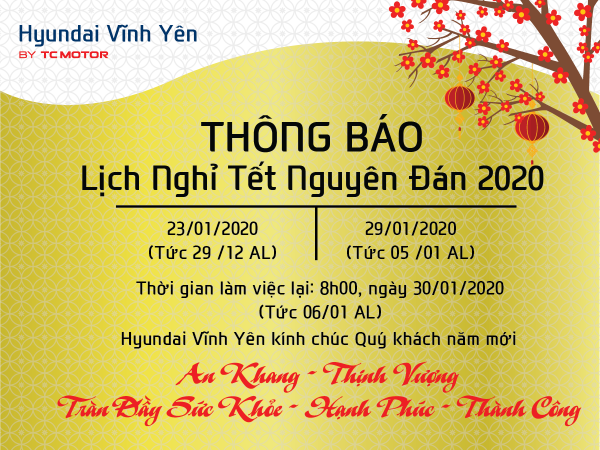 Hyundai Vĩnh Yên
BY TC MOTOR
THÔNG BÁO
Lịch Nghỉ Tết Nguyên Đán 2020
23/01/2020
(Tức 29 /12 AL)
29/01/2020
(Tức 05 /01 AL)
Thời gian làm việc lại: 8h00, ngày 30/01/2020
(Tức 06/01 AL)
Hyundai Vĩnh Yên kính chúc Quý khách năm mới
An Khang - Thịnh Vượng
Tràn Đầy Sức Khỏe - Hạnh Phúc - Thành Công